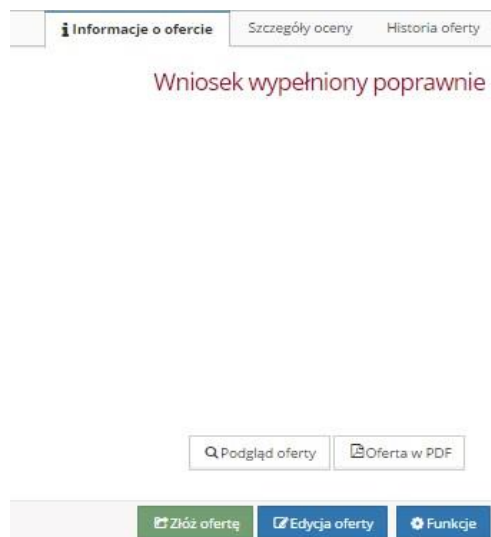 Informacje o ofercie Szczegóły oceny Historia oferty
Wniosek wypełniony poprawnie
Podgląd oferty Oferta w PDF
Złóż ofertę Edycja oferty Funkcje